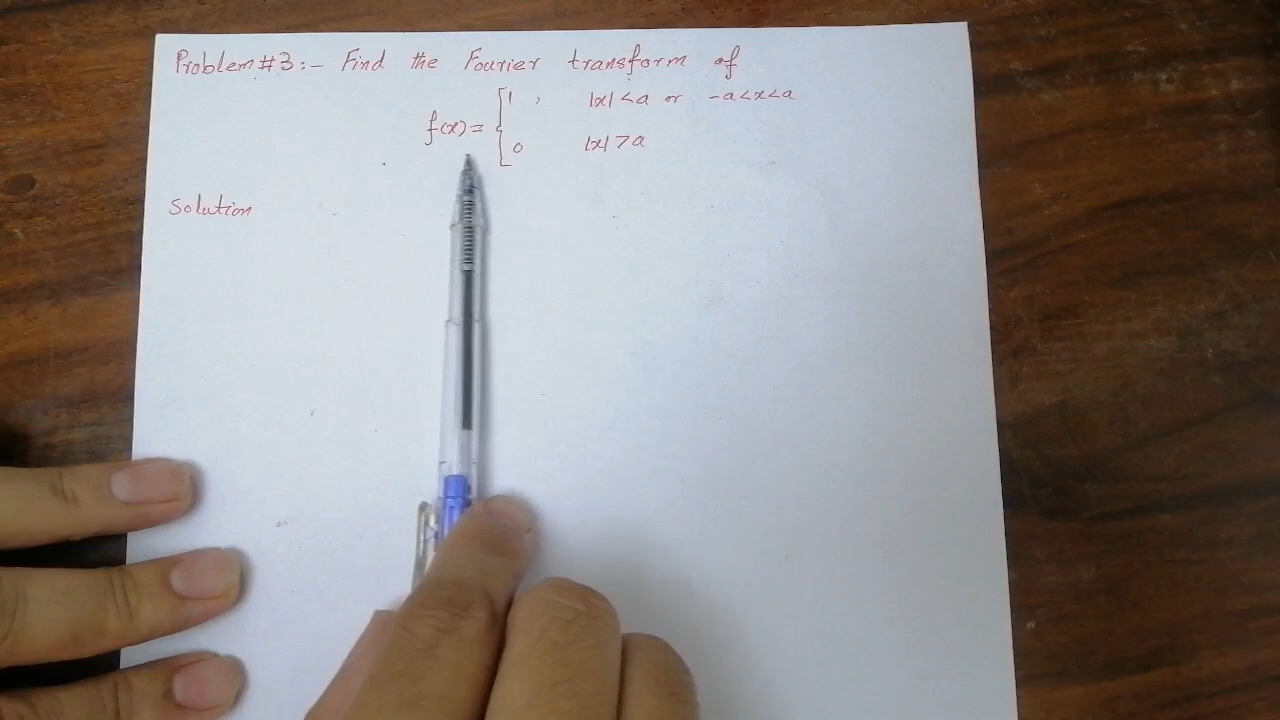 Problem #3:- Find the Fourier transform of
f(x) = { 1 , |x| < a or -a < x < a
0 |x| > a
Solution